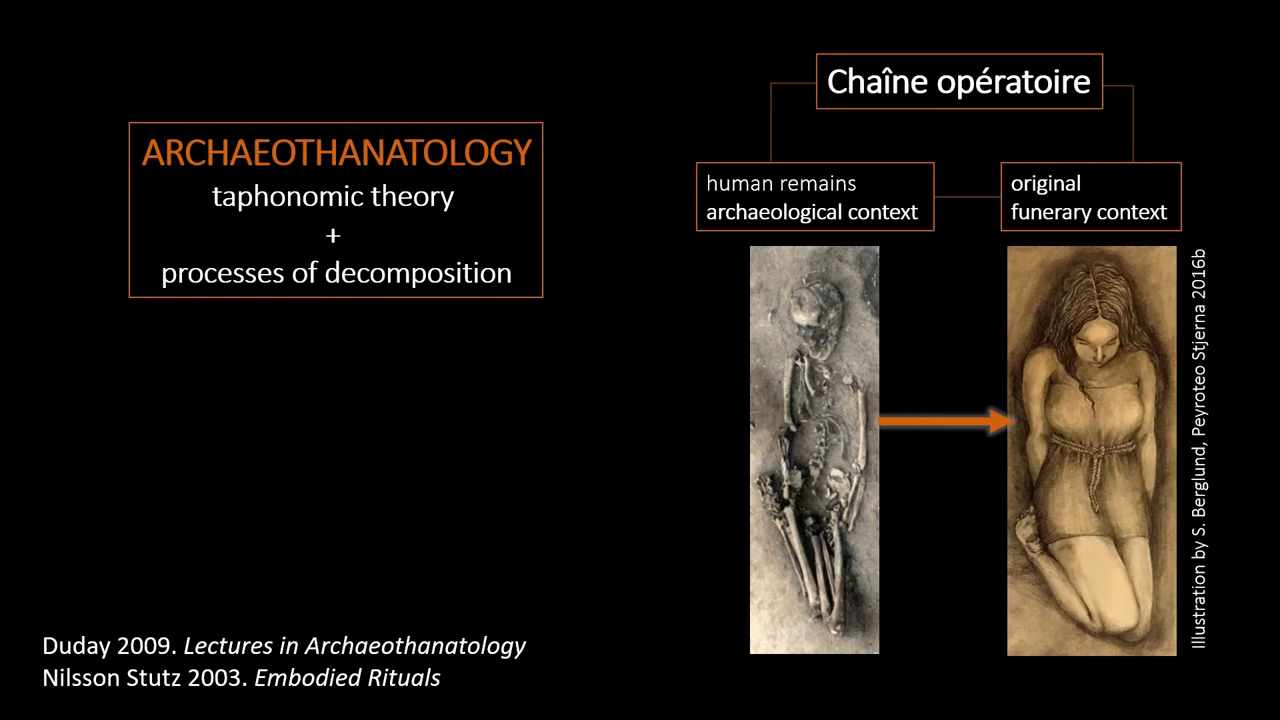 ARCHAEOTHANATOLOGY
taphonomic theory
+
processes of decomposition
Chaîne opératoire
human remains
archaeological context
original
funerary context
Illustration by S. Berglund, Peyroteo Stjerna 2016b
Duday 2009. Lectures in Archaeothanatology
Nilsson Stutz 2003. Embodied Rituals